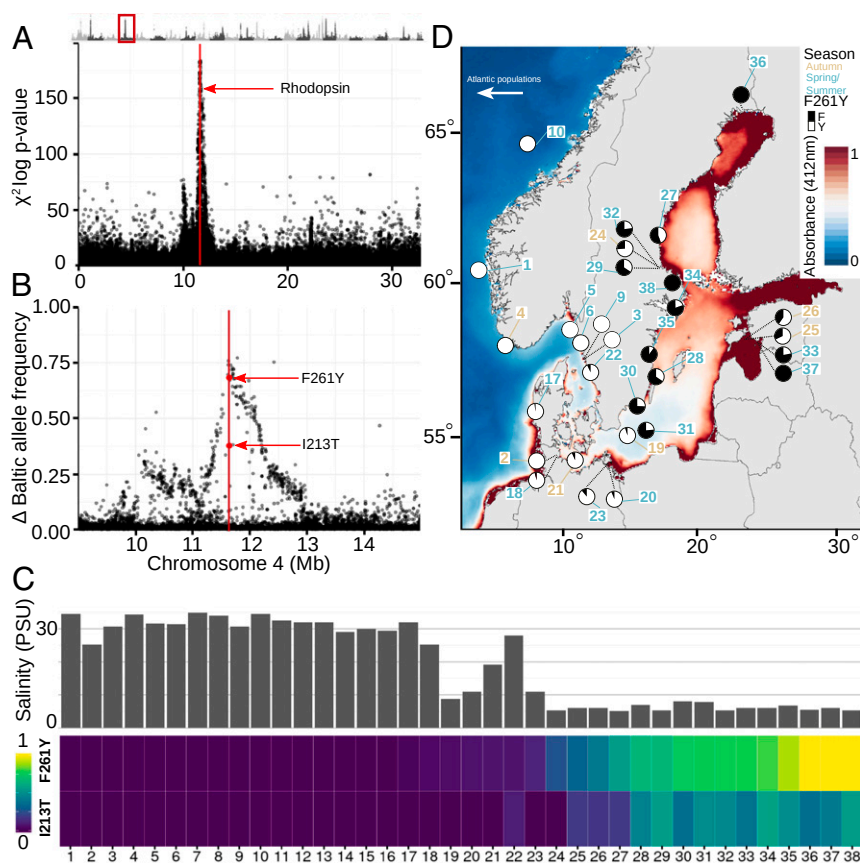 A
χ² log p-value
150
100
50
0
Rhodopsin
0
10
20
30
B
Δ Baltic allele frequency
1.00
0.75
0.50
0.25
0.00
F261Y
I213T
10
11
12
13
14
Chromosome 4 (Mb)
D
Atlantic populations
Season
Autumn
Spring/
Summer
F261Y
F
Y
Absorbance (412nm)
1
0
65°
60°
55°
10°
20°
30°
36
10
27
32
24
29
1
34
38
5
9
26
4
6
3
35
25
22
28
33
17
30
37
31
2
19
18
21
23
20
C
Salinity (PSU)
30
0
1
0
F261Y
I213T
1 2 3 4 5 6 7 8 9 10 11 12 13 14 15 16 17 18 19 20 21 22 23 24 25 26 27 28 29 30 31 32 33 34 35 36 37 38